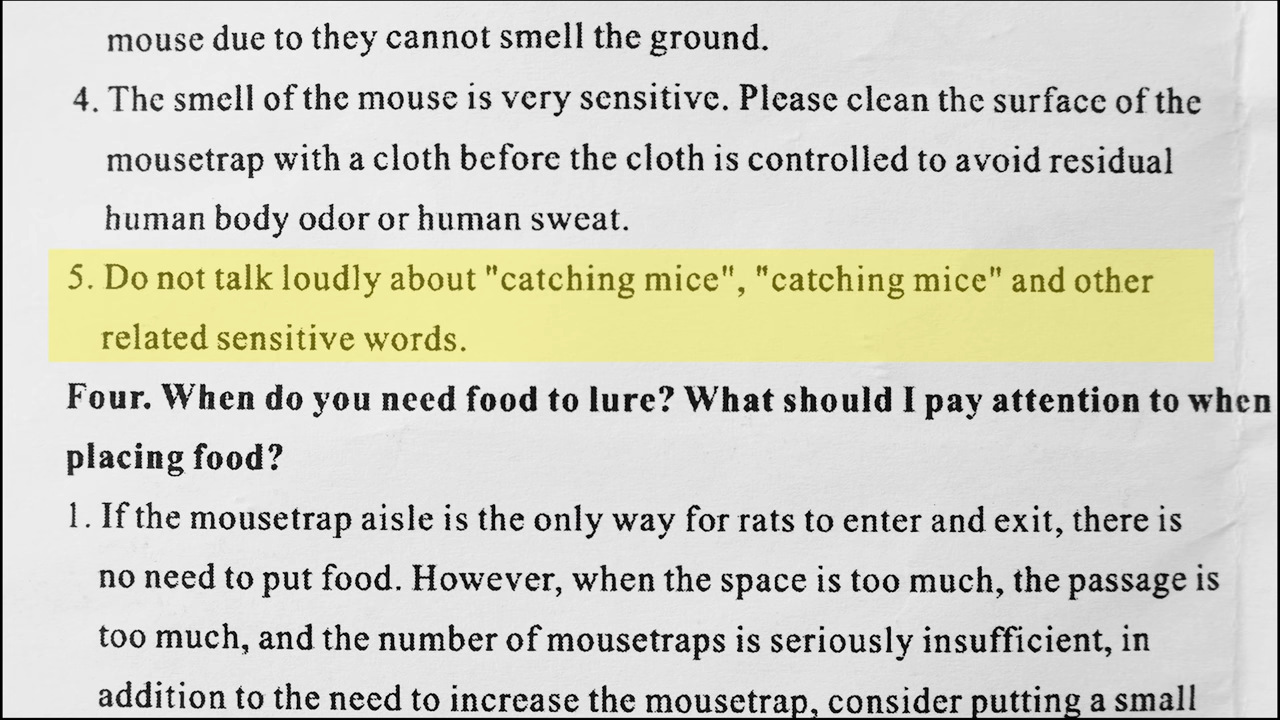 mouse due to they cannot smell the ground.
4. The smell of the mouse is very sensitive. Please clean the surface of the
mousetrap with a cloth before the cloth is controlled to avoid residual
human body odor or human sweat.
5. Do not talk loudly about "catching mice", "catching mice" and other
related sensitive words.
Four. When do you need food to lure? What should I pay attention to when
placing food?
1. If the mousetrap aisle is the only way for rats to enter and exit, there is
no need to put food. However, when the space is too much, the passage is
too much, and the number of mousetraps is seriously insufficient, in
addition to the need to increase the mousetrap, consider putting a small